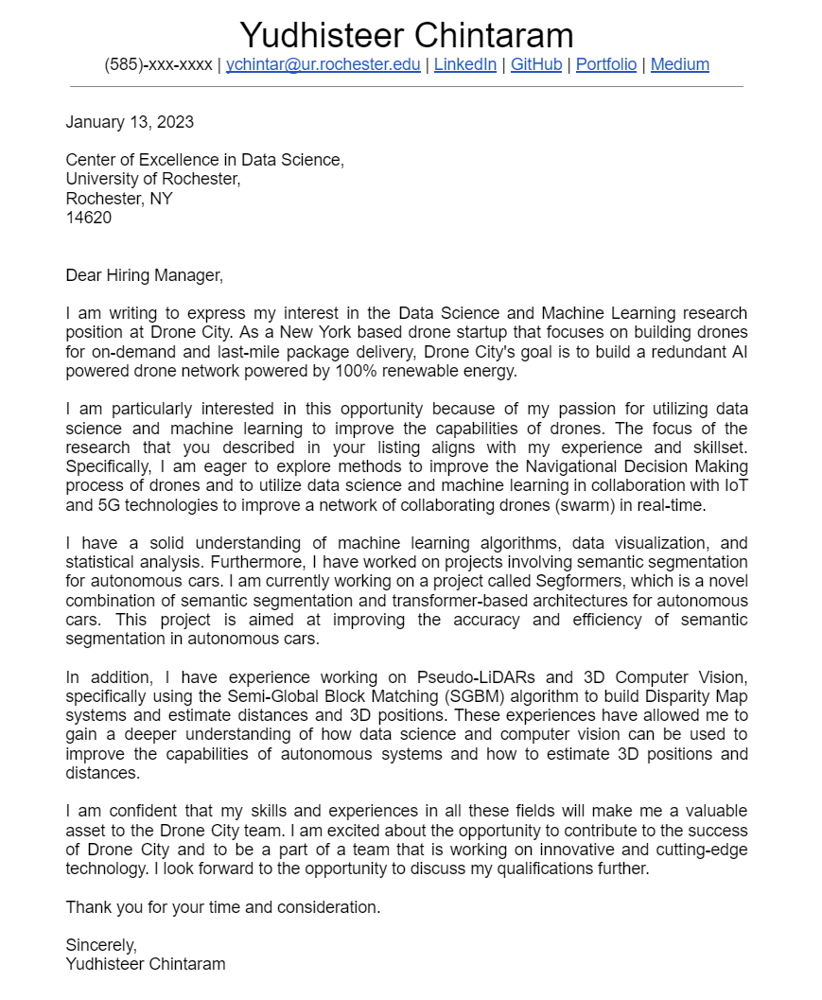 Yudhisteer Chintaram
(585)-xxx-xxxx | ychintar@ur.rochester.edu | LinkedIn | GitHub | Portfolio | Medium
January 13, 2023
Center of Excellence in Data Science,
University of Rochester,
Rochester, NY
14620
Dear Hiring Manager,
I am writing to express my interest in the Data Science and Machine Learning research
position at Drone City. As a New York based drone startup that focuses on building drones
for on-demand and last-mile package delivery, Drone City's goal is to build a redundant AI
powered drone network powered by 100% renewable energy.
I am particularly interested in this opportunity because of my passion for utilizing data
science and machine learning to improve the capabilities of drones. The focus of the
research that you described in your listing aligns with my experience and skillset.
Specifically, I am eager to explore methods to improve the Navigational Decision Making
process of drones and to utilize data science and machine learning in collaboration with IoT
and 5G technologies to improve a network of collaborating drones (swarm) in real-time.
I have a solid understanding of machine learning algorithms, data visualization, and
statistical analysis. Furthermore, I have worked on projects involving semantic segmentation
for autonomous cars. I am currently working on a project called Segformers, which is a novel
combination of semantic segmentation and transformer-based architectures for autonomous
cars. This project is aimed at improving the accuracy and efficiency of semantic
segmentation in autonomous cars.
In addition, I have experience working on Pseudo-LiDARs and 3D Computer Vision,
specifically using the Semi-Global Block Matching (SGBM) algorithm to build Disparity Map
systems and estimate distances and 3D positions. These experiences have allowed me to
gain a deeper understanding of how data science and computer vision can be used to
improve the capabilities of autonomous systems and how to estimate 3D positions and
distances.
I am confident that my skills and experiences in all these fields will make me a valuable
asset to the Drone City team. I am excited about the opportunity to contribute to the success
of Drone City and to be a part of a team that is working on innovative and cutting-edge
technology. I look forward to the opportunity to discuss my qualifications further.
Thank you for your time and consideration.
Sincerely,
Yudhisteer Chintaram